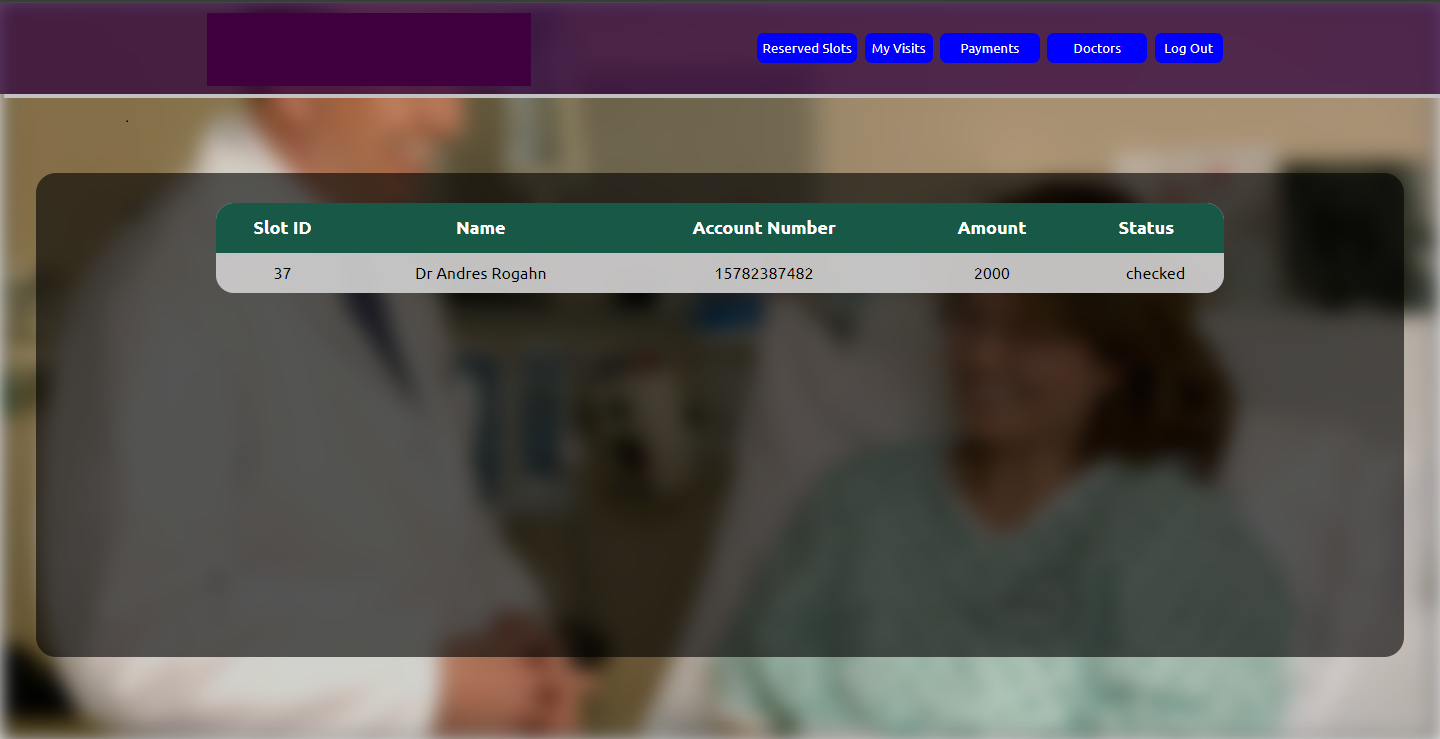 Reserved Slots My Visits Payments Doctors Log Out
.
Slot ID Name Account Number Amount Status
37 Dr Andres Rogahn 15782387482 2000 checked